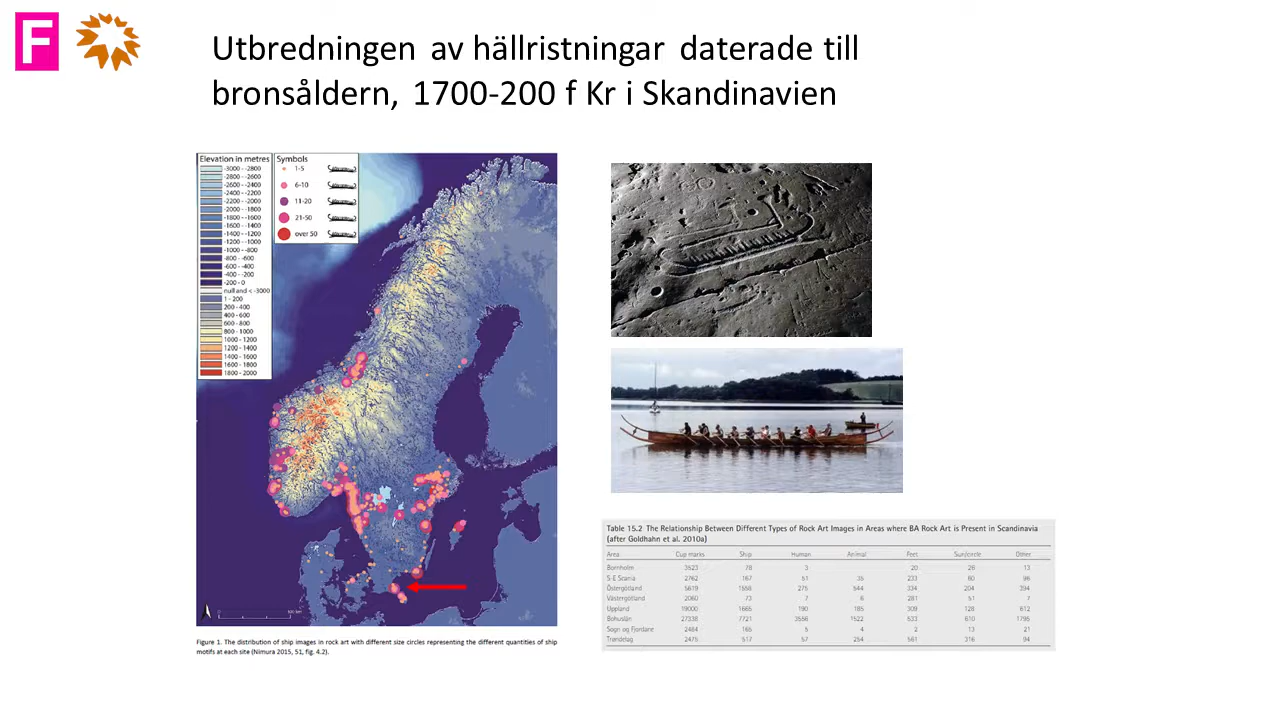 F
Utbredningen av hällristningar daterade till
bronsåldern, 1700-200 f Kr i Skandinavien
Elevation in metres
-3000 - -2800
-2800 - -2600
-2600 - -2400
-2400 - -2200
-2200 - -2000
-2000 - -1800
-1800 - -1600
-1600 - -1400
-1400 - -1200
-1200 - -1000
-1000 - -800
-800 - -600
-600 - -400
-400 - -200
-200 - 0
null and < -3000
1 - 200
200 - 400
400 - 600
600 - 800
800 - 1000
1000 - 1200
1200 - 1400
1400 - 1600
1600 - 1800
1800 - 2000
Symbols
1-5
6-10
11-20
21-50
over 50
Figure 1. The distribution of ship images in rock art with different size circles representing the different quantities of ship
motifs at each site (Nimura 2015, 51, fig. 4.2).
Table 15.2 The Relationship Between Different Types of Rock Art Images in Areas where BA Rock Art is Present in Scandinavia
(after Goldhahn et al. 2010a)
Area Cup marks Ship Human Animal Feet Sun/circle Other
Bornholm 3523 78 3 20 26 13
S-E Scania 2762 167 51 35 233 60 96
Östergötland 5619 1658 275 544 334 204 394
Västergötland 2060 73 7 6 281 51 7
Uppland 19000 1665 190 185 309 128 612
Bohuslän 27338 7721 3556 1522 533 610 1795
Sogn og Fjordane 2484 165 5 4 2 13 21
Trøndelag 2475 517 57 254 561 316 94